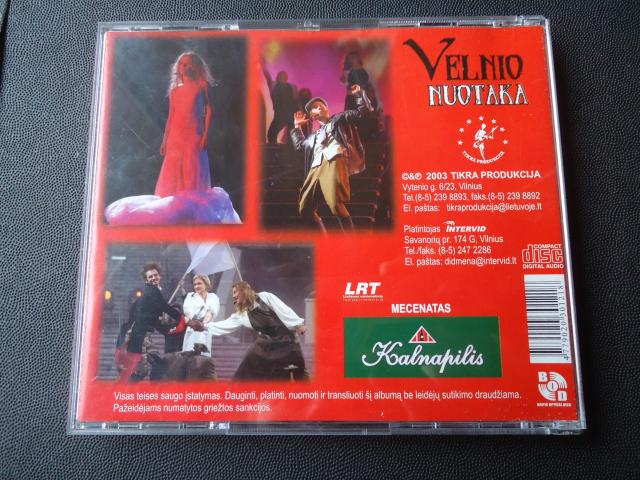 VELNIO
NUOTAKA
TIKRA PRODUKCIJA
©&℗ 2003 TIKRA PRODUKCIJA
Vytenio g. 6/23, Vilnius
Tel.(8-5) 239 8893, faks.(8-5) 239 8892
El. paštas: tikraprodukcija@lietuvoje.lt
Platintojas INTERVID
Savanorių pr. 174 G, Vilnius
Tel./faks. (8-5) 247 2286
El. paštas: didmena@intervid.lt
COMPACT
disc
DIGITAL AUDIO
LRT
MECENATAS
Kalnapilis
4779020301218
BOD
Visas teises saugo įstatymas. Dauginti, platinti, nuomoti ir transliuoti šį albumą be leidėjų sutikimo draudžiama.
Pažeidėjams numatytos griežtos sankcijos.